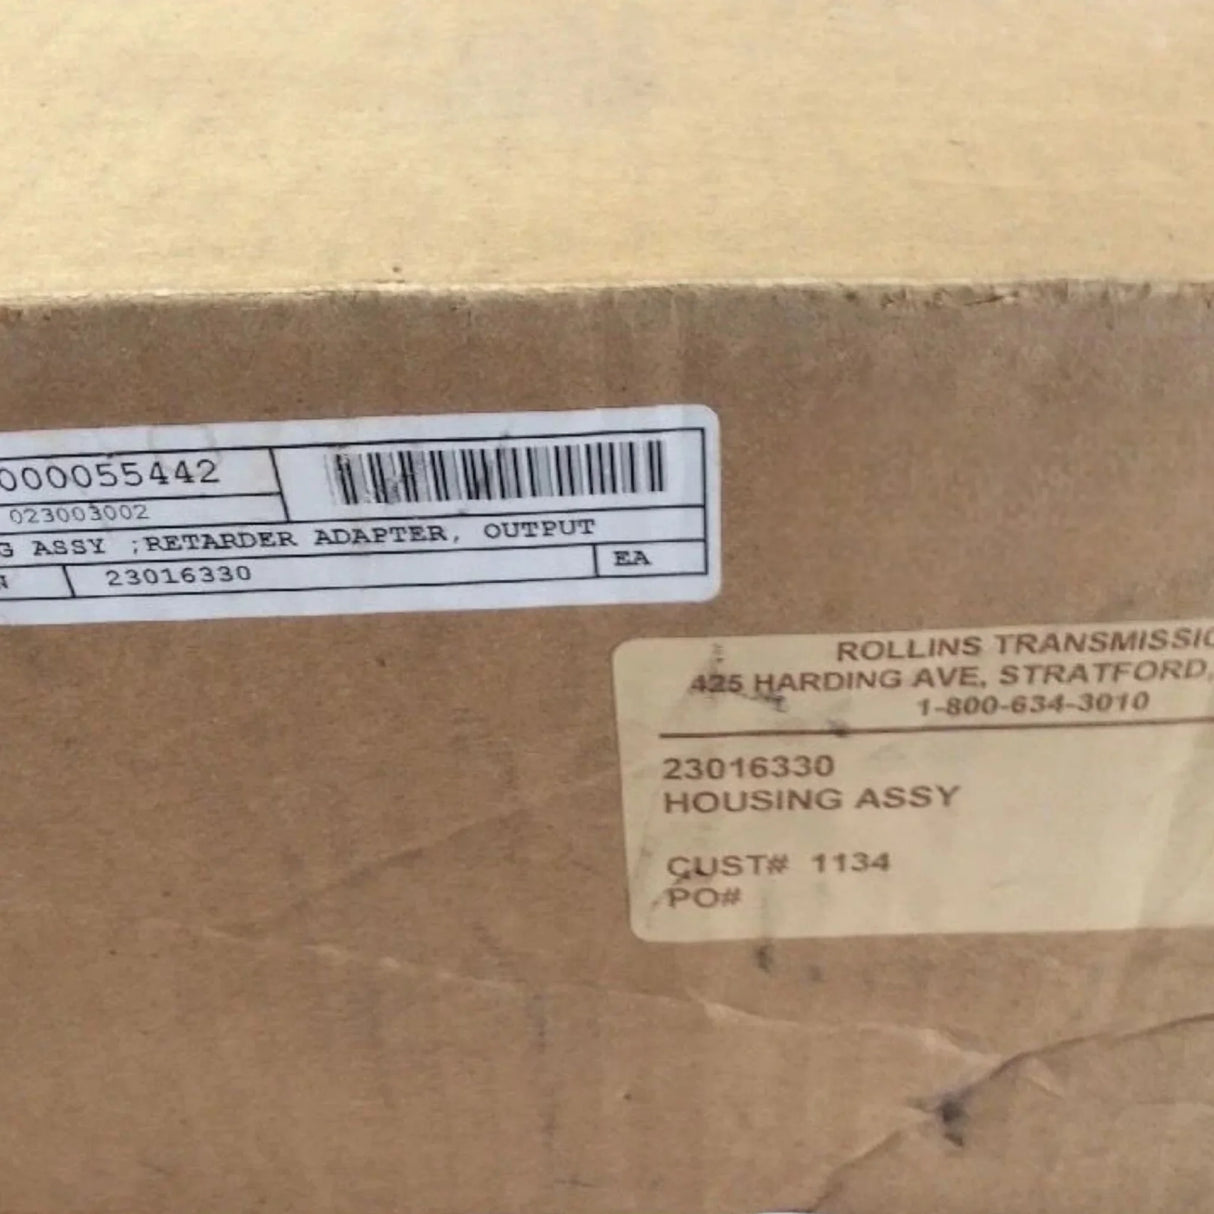 000055442
023003002
G ASSY ;RETARDER ADAPTER, OUTPUT
23016330
EA
ROLLINS TRANSMISSIO
425 HARDING AVE, STRATFORD,
1-800-634-3010
23016330
HOUSING ASSY
CUST# 1134
PO#